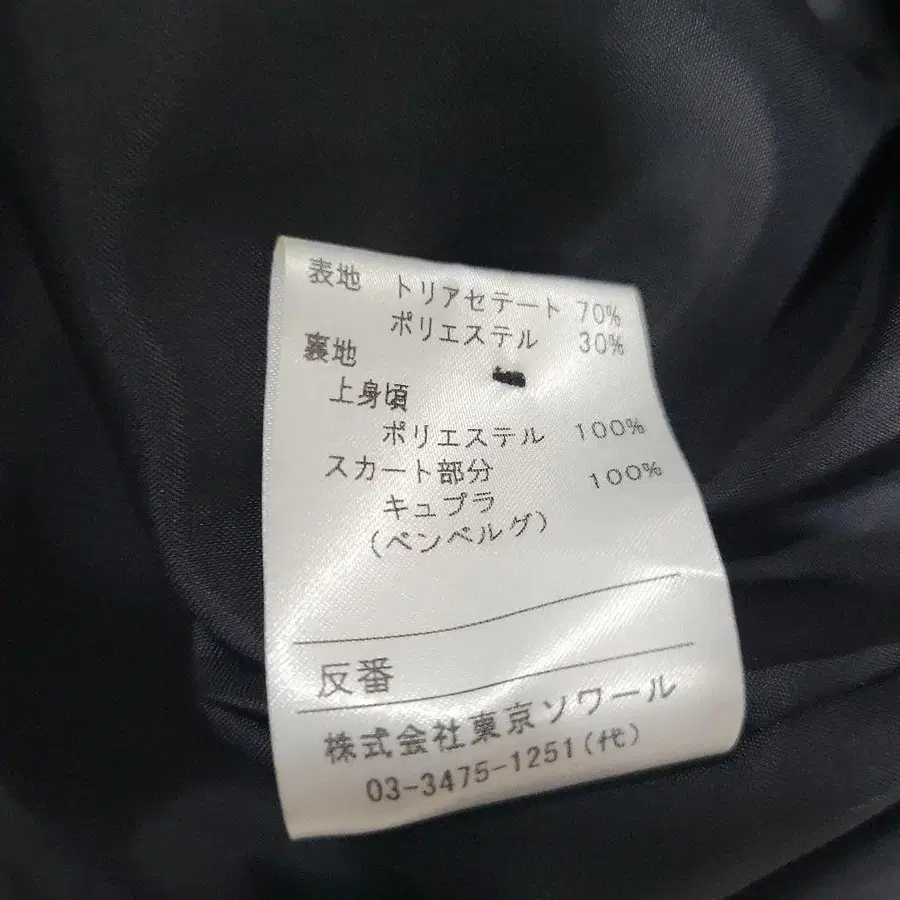 表地 トリアセテート 70%
ポリエステル 30%
裏地
上身頃
ポリエステル 100%
スカート部分 100%
キュプラ
(ベンベルグ)
反番
株式会社東京ソワール
03-3475-1251(代)